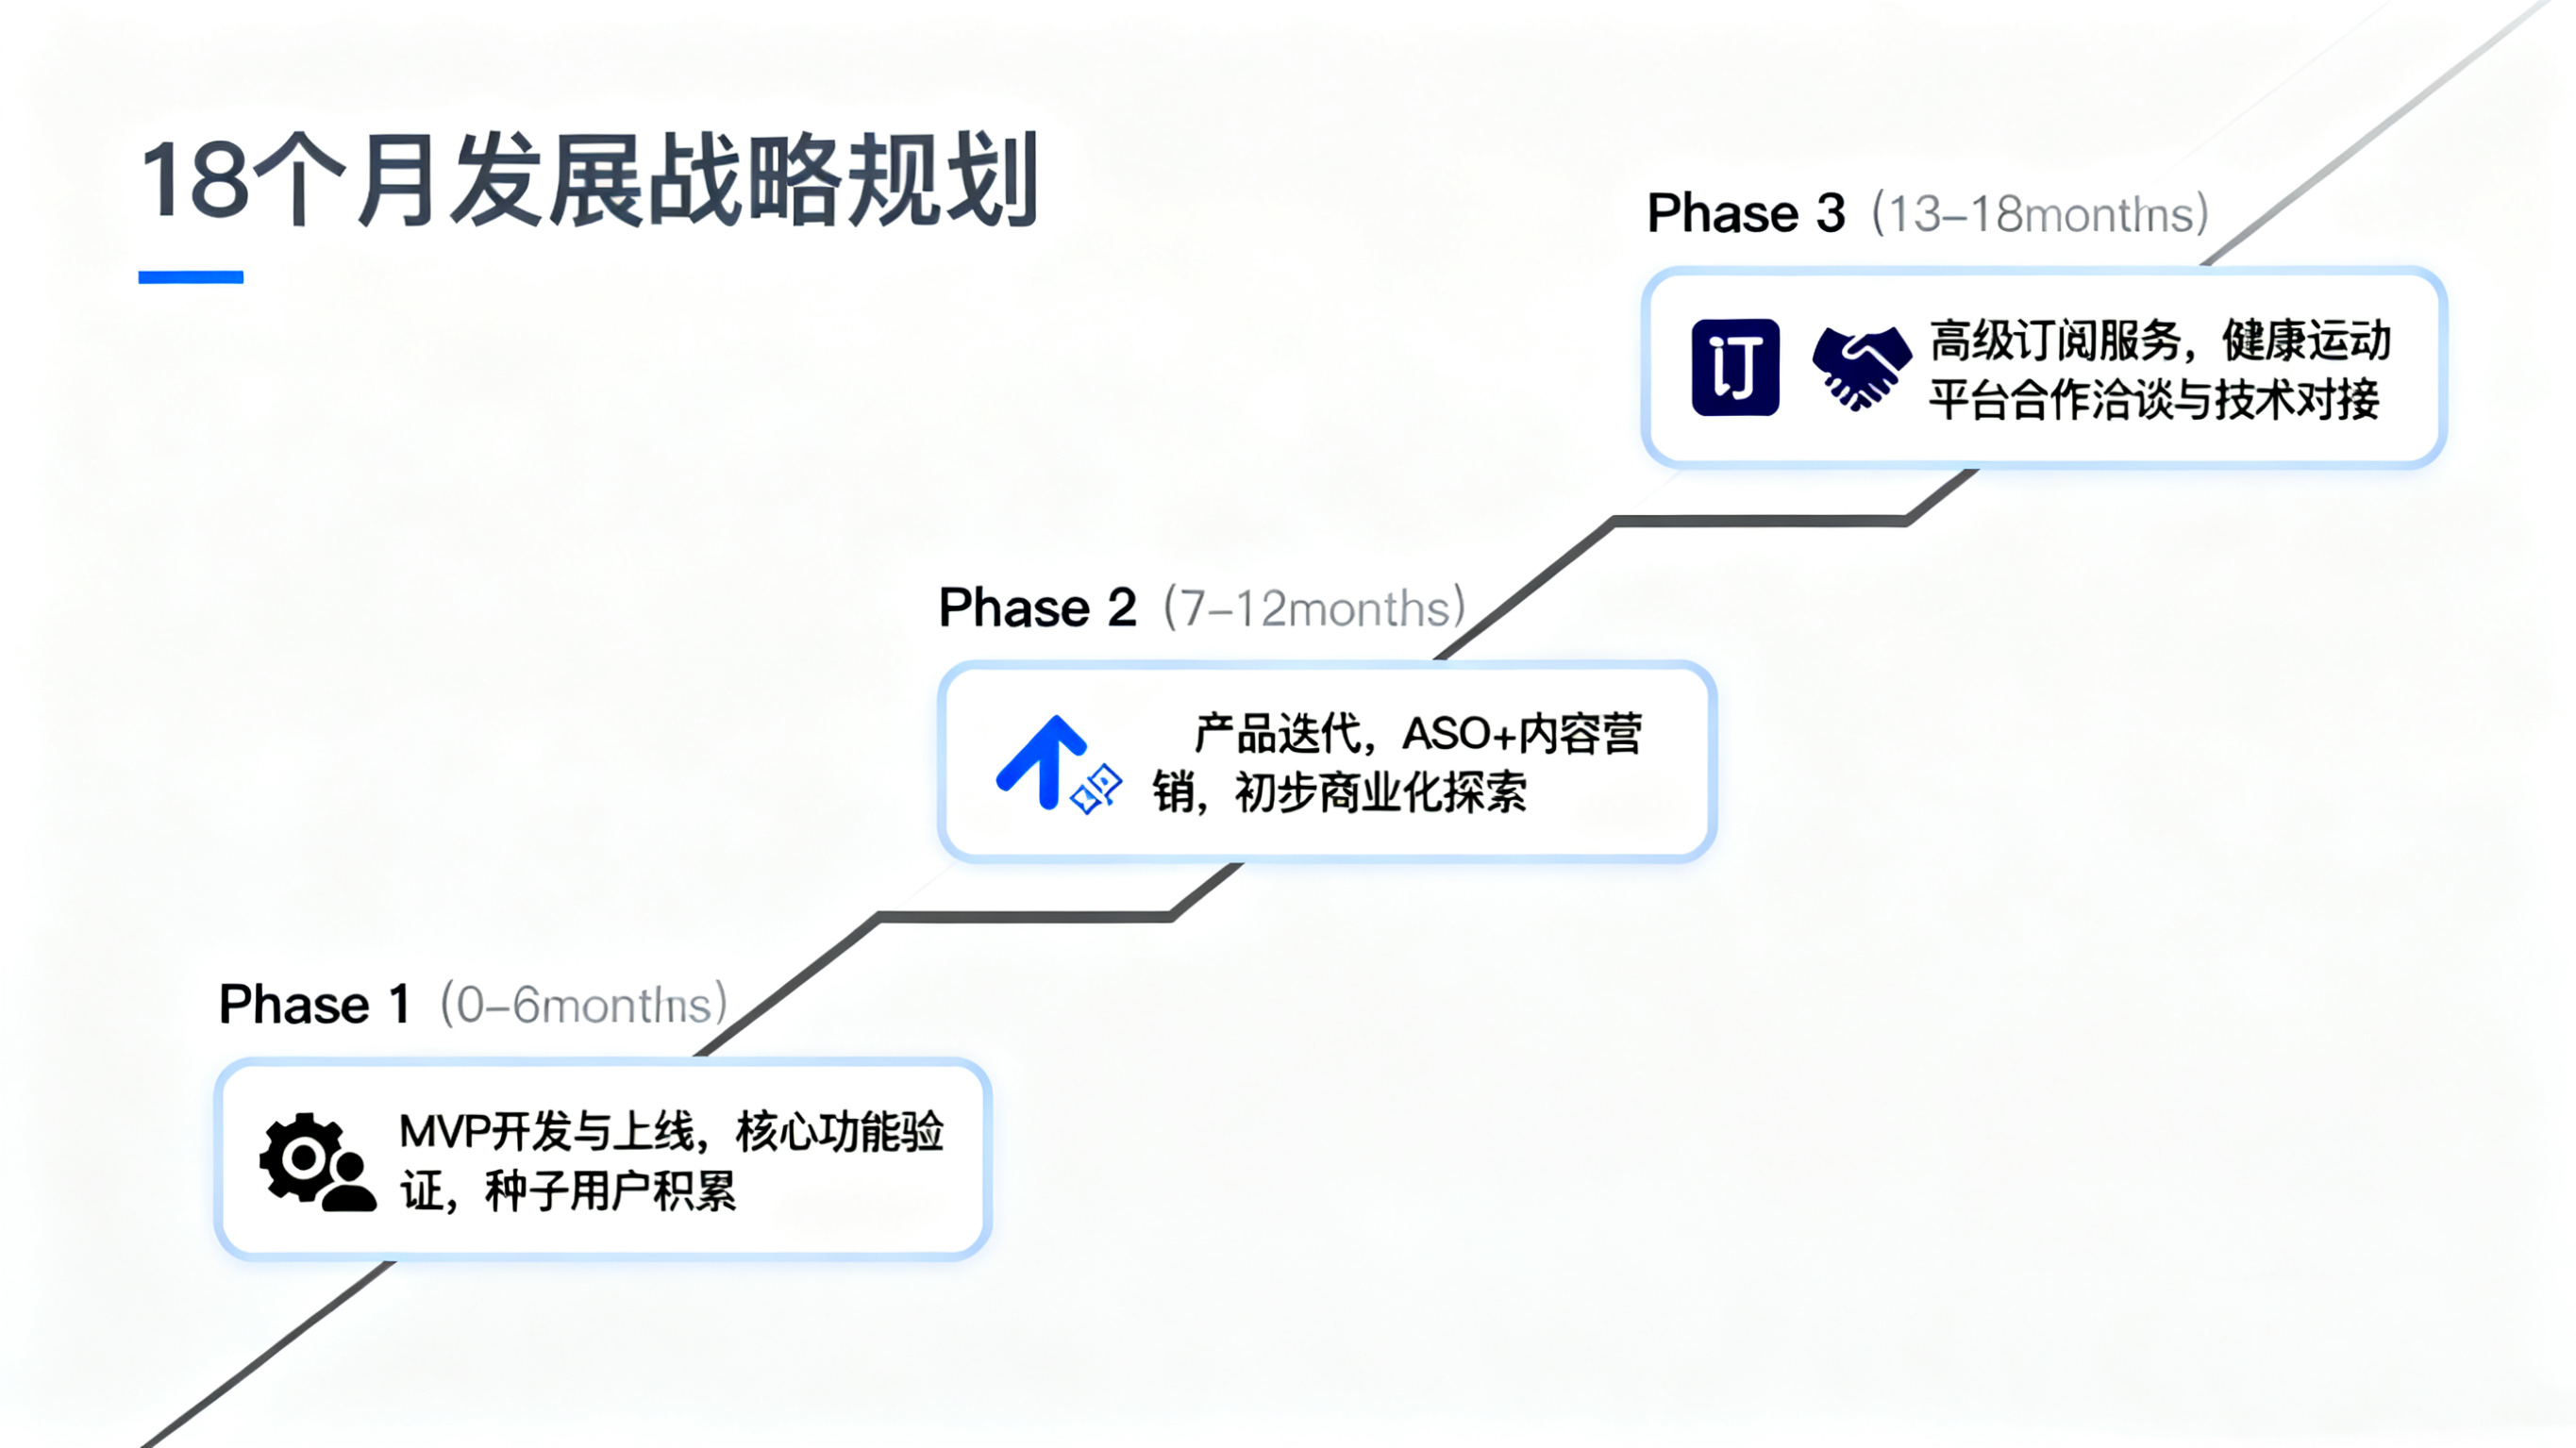 18个月发展战略规划
Phase 3 (13–18months)
订
高级订阅服务，健康运动
平台合作洽谈与技术对接
Phase 2 (7–12months)
产品迭代，ASO+内容营
销，初步商业化探索
Phase 1 (0–6months)
MVP开发与上线，核心功能验
证，种子用户积累